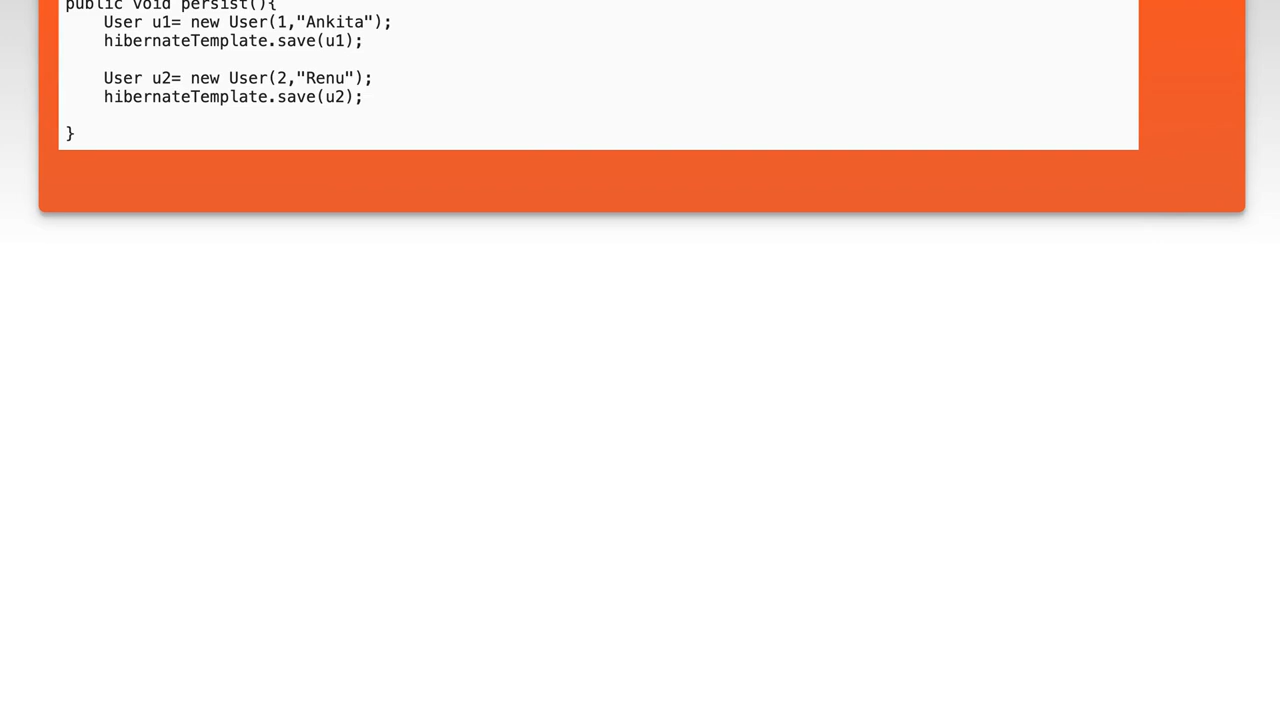 public void persist(){
    User u1= new User(1,"Ankita");
    hibernateTemplate.save(u1);

    User u2= new User(2,"Renu");
    hibernateTemplate.save(u2);

}